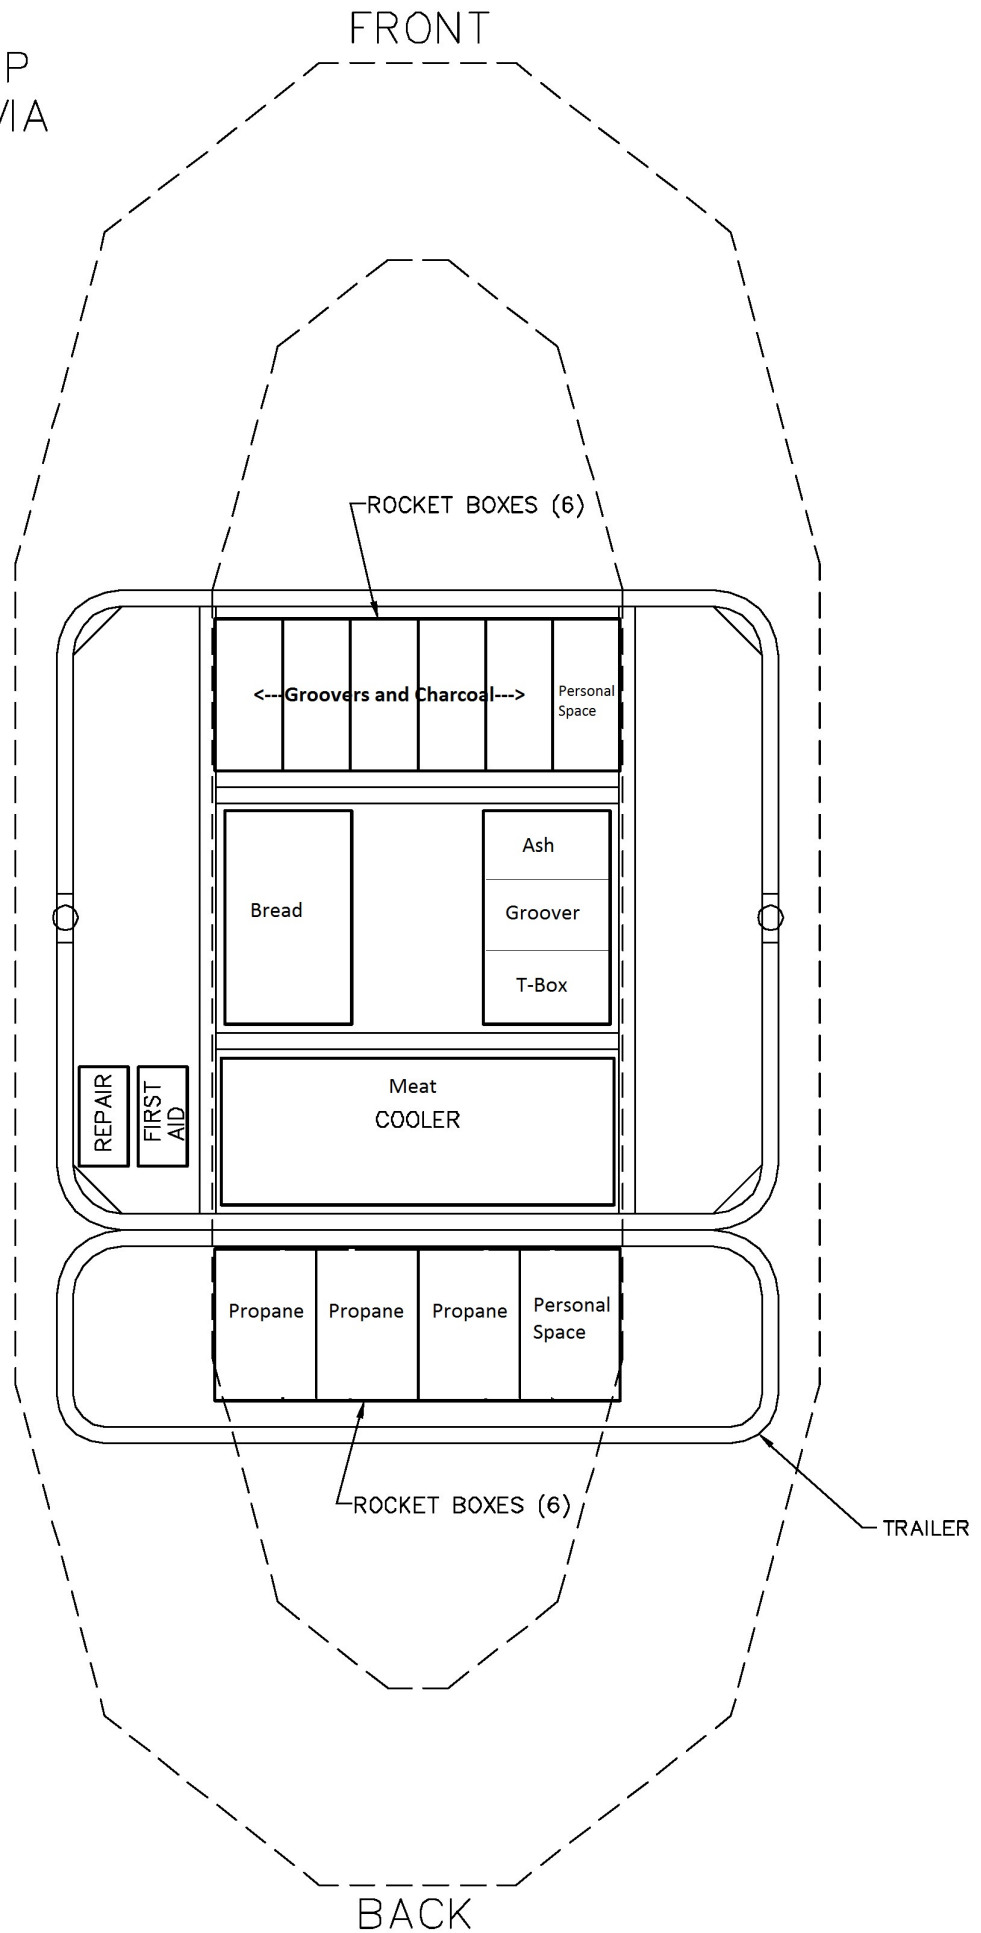 FRONT
P
VIA
ROCKET BOXES (6)
<---Groovers and Charcoal--->
Personal
Space
Ash
Bread
Groover
T-Box
REPAIR
FIRST
AID
Meat
COOLER
Propane
Propane
Propane
Personal
Space
ROCKET BOXES (6)
TRAILER
BACK